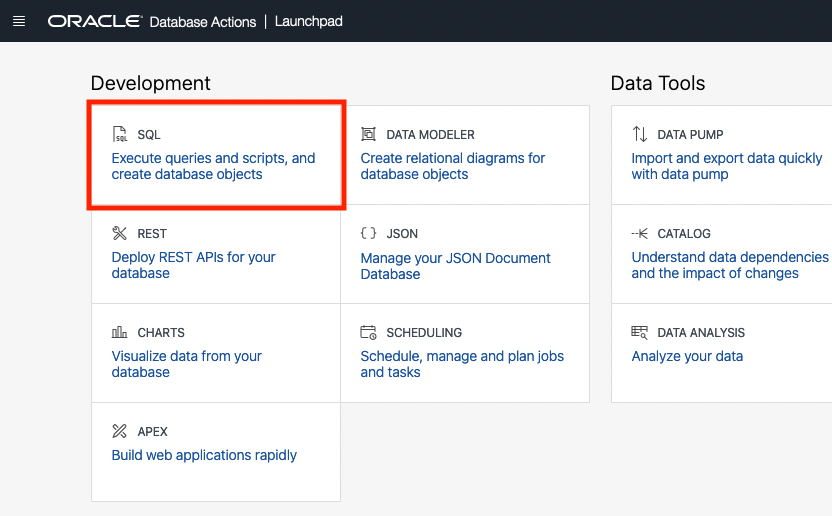 ORACLE Database Actions | Launchpad
Development
SQL
Execute queries and scripts, and
create database objects
DATA MODELER
Create relational diagrams for
database objects
REST
Deploy REST APIs for your
database
{ } JSON
Manage your JSON Document
Database
CHARTS
Visualize data from your
database
SCHEDULING
Schedule, manage and plan jobs
and tasks
APEX
Build web applications rapidly
Data Tools
DATA PUMP
Import and export data quickly
with data pump
CATALOG
Understand data dependencies
and the impact of changes
DATA ANALYSIS
Analyze your data